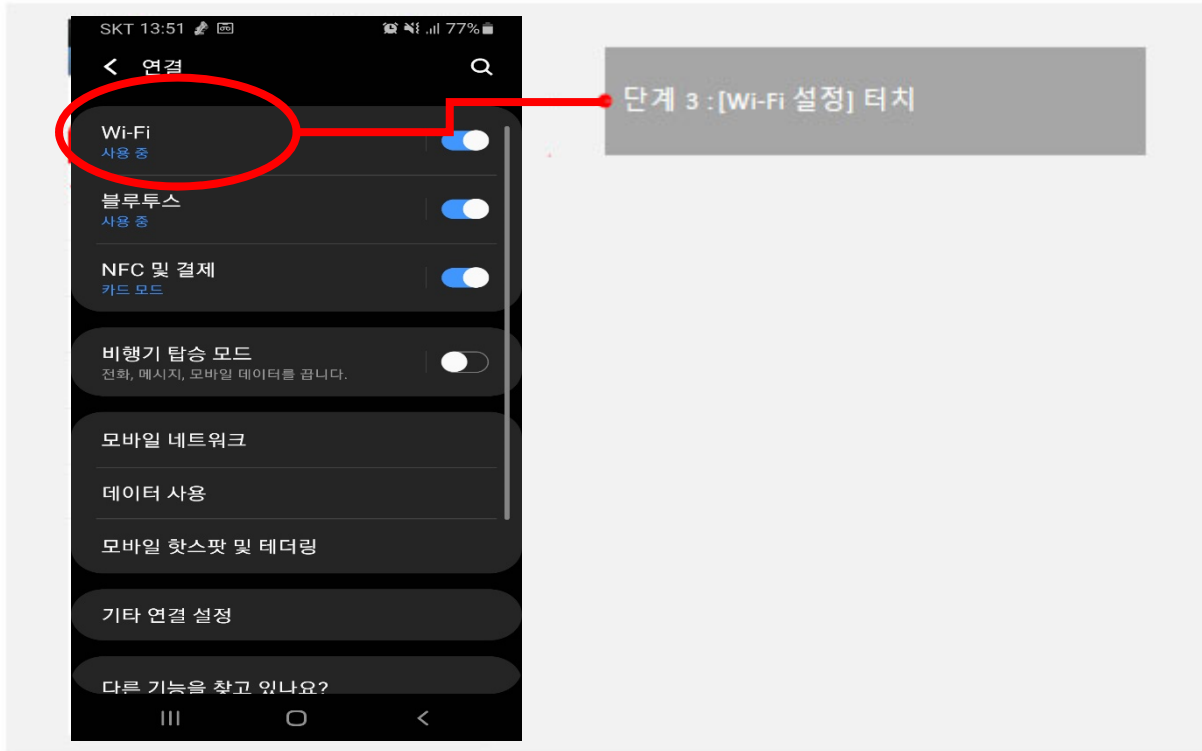 SKT 13:51
77%
연결
Wi-Fi
사용 중
블루투스
사용 중
NFC 및 결제
카드 모드
비행기 탑승 모드
전화, 메시지, 모바일 데이터를 끕니다.
모바일 네트워크
데이터 사용
모바일 핫스팟 및 테더링
기타 연결 설정
다른 기능을 찾고 있나요?
단계 3 :[Wi-Fi 설정] 터치